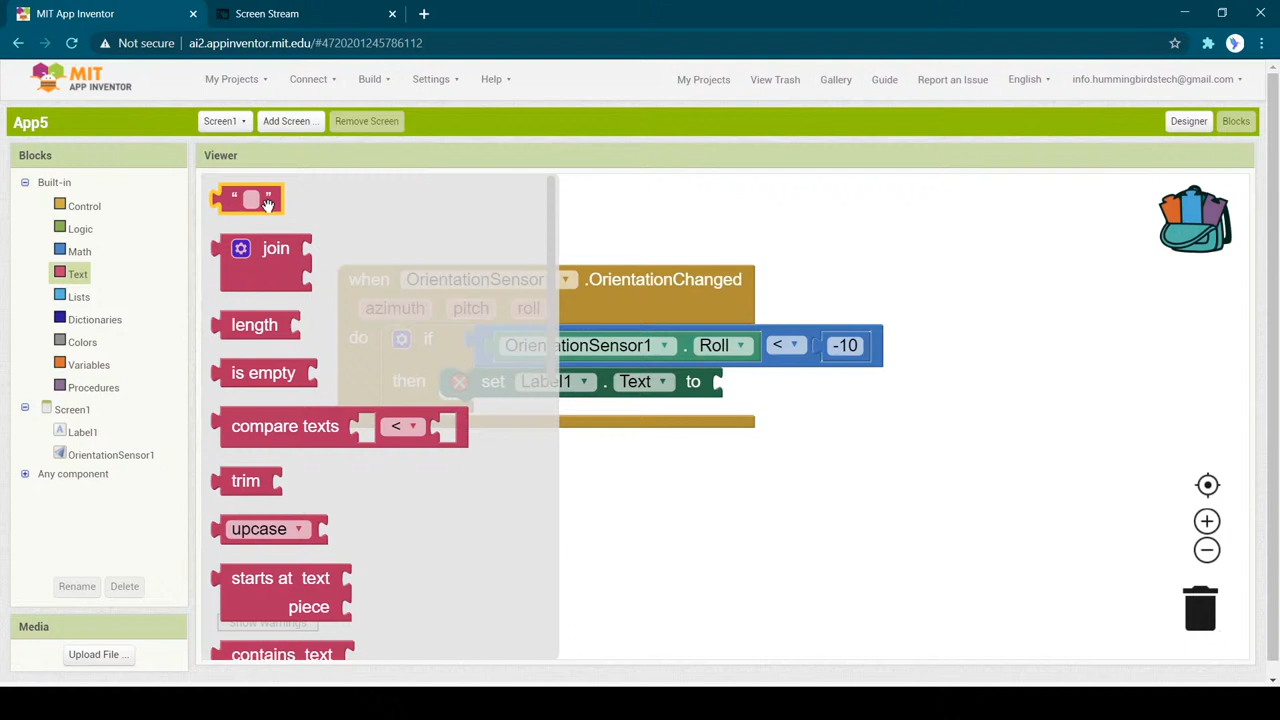 MIT App Inventor
Screen Stream
Not secure
ai2.appinventor.mit.edu/#4720201245786112
MIT
APP INVENTOR
My Projects
Connect
Build
Settings
Help
My Projects
View Trash
Gallery
Guide
Report an Issue
English
info.hummingbirdstech@gmail.com
App5
Screen1
Add Screen ...
Remove Screen
Designer
Blocks
Blocks
Viewer
Built-in
Control
Logic
Math
Text
Lists
Dictionaries
Colors
Variables
Procedures
Screen1
Label1
OrientationSensor1
Any component
Rename
Delete
Media
Upload File ...
“ ”
join
length
is empty
compare texts <
trim
upcase
starts at text
piece
contains text
Show Warnings
when OrientationSensor .OrientationChanged
azimuth pitch roll
do if OrientationSensor1 . Roll < -10
then set Label1 . Text to